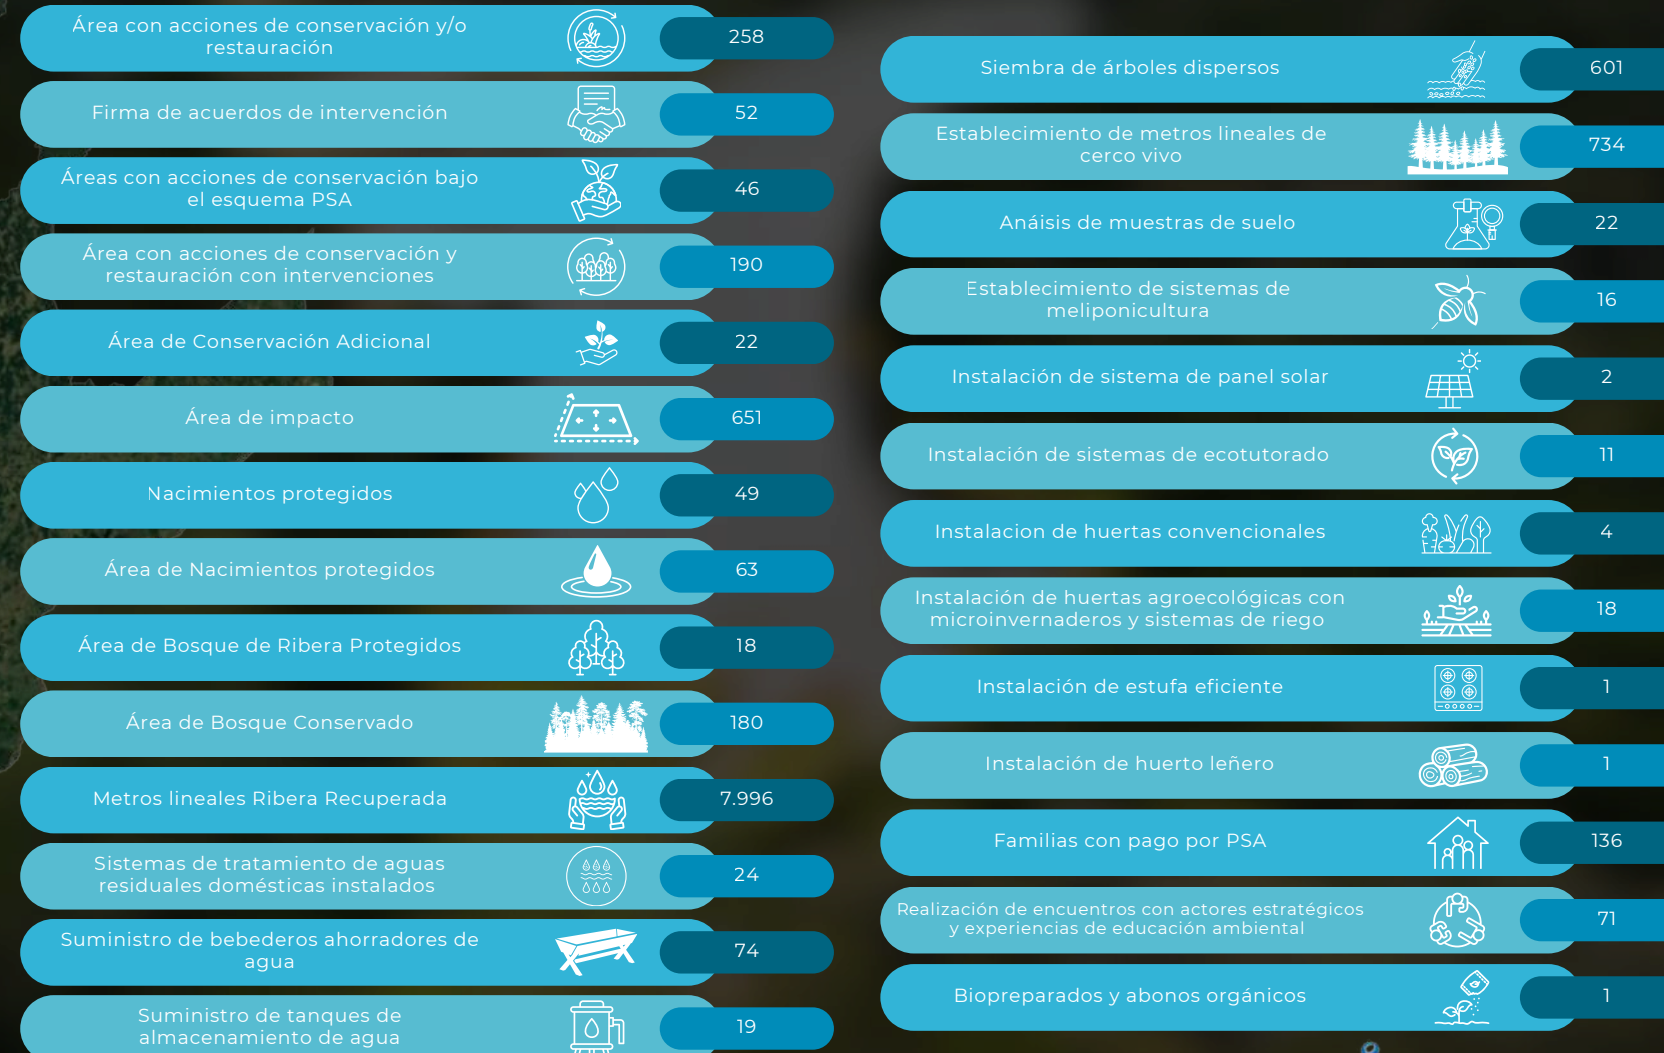 Área con acciones de conservación y/o
restauración
258
Firma de acuerdos de intervención
52
Áreas con acciones de conservación bajo
el esquema PSA
46
Área con acciones de conservación y
restauración con intervenciones
190
Área de Conservación Adicional
22
Área de impacto
651
Nacimientos protegidos
49
Área de Nacimientos protegidos
63
Área de Bosque de Ribera Protegidos
18
Área de Bosque Conservado
180
Metros lineales Ribera Recuperada
7.996
Sistemas de tratamiento de aguas
residuales domésticas instalados
24
Suministro de bebederos ahorradores de
agua
74
Suministro de tanques de
almacenamiento de agua
19
Siembra de árboles dispersos
601
Establecimiento de metros lineales de
cerco vivo
734
Anáisis de muestras de suelo
22
Establecimiento de sistemas de
meliponicultura
16
Instalación de sistema de panel solar
2
Instalación de sistemas de ecotutorado
11
Instalacion de huertas convencionales
4
Instalación de huertas agroecológicas con
microinvernaderos y sistemas de riego
18
Instalación de estufa eficiente
1
Instalación de huerto leñero
1
Familias con pago por PSA
136
Realización de encuentros con actores estratégicos
y experiencias de educación ambiental
71
Biopreparados y abonos orgánicos
1